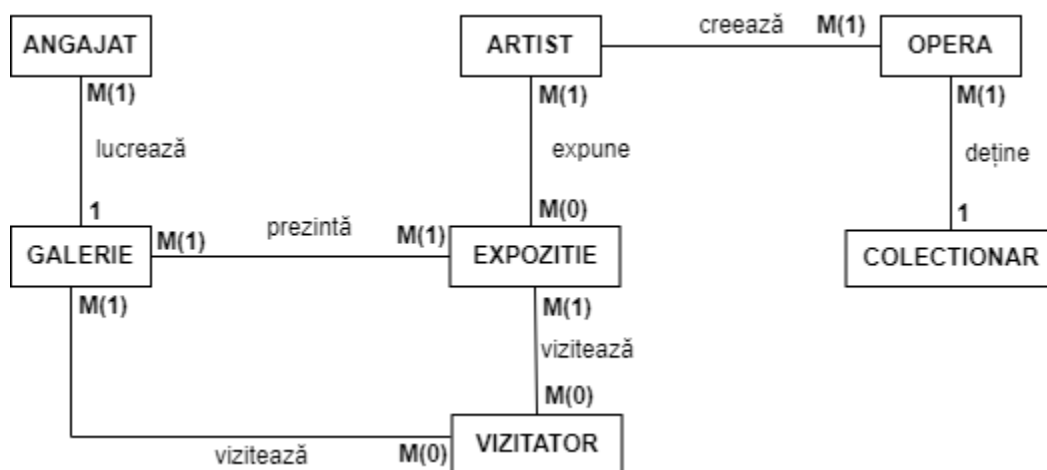 ANGAJAT
ARTIST
creează
M(1)
OPERA
M(1)
M(1)
M(1)
lucrează
expune
deține
1
M(0)
1
GALERIE
M(1)
prezintă
M(1)
EXPOZITIE
COLECTIONAR
M(1)
M(1)
vizitează
M(0)
vizitează
M(0)
VIZITATOR